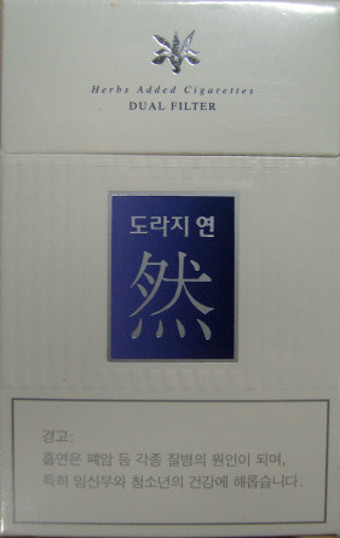 Herbs Added Cigarettes
DUAL FILTER
도라지 연
然
경고:
흡연은 폐암 등 각종 질병의 원인이 되며,
특히 임신부와 청소년의 건강에 해롭습니다.